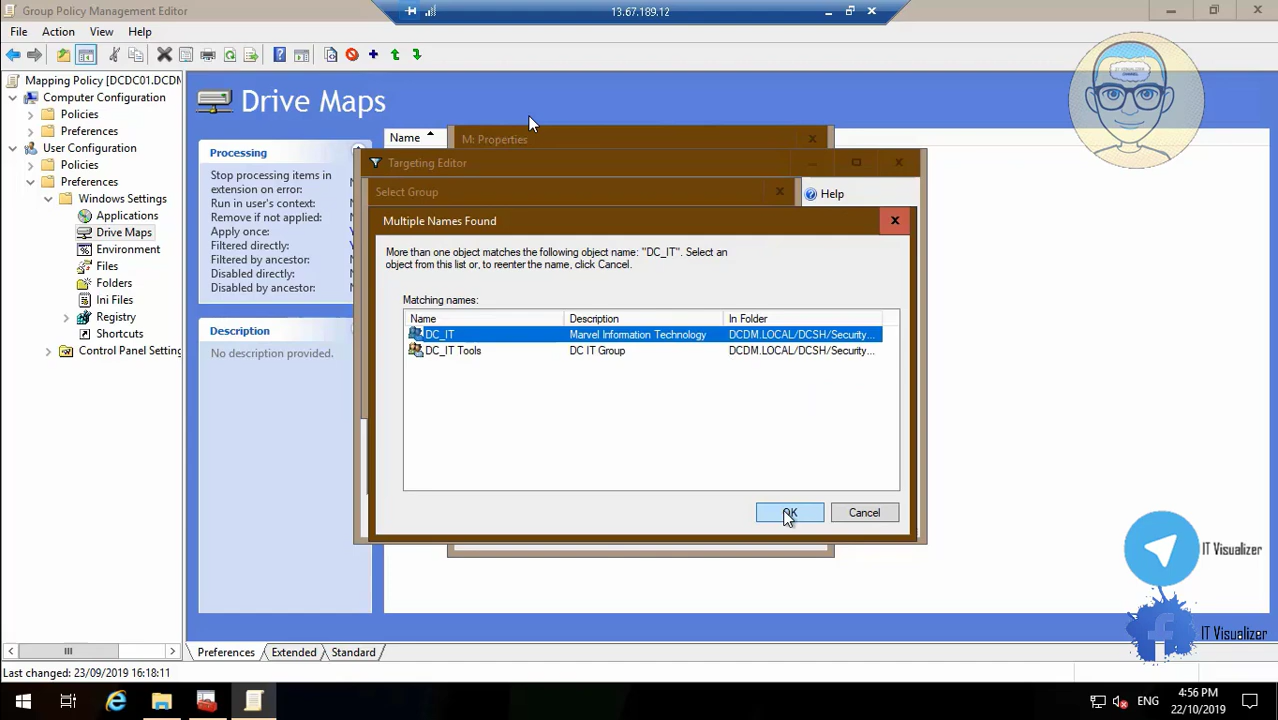 Group Policy Management Editor
13.67.189.12
File Action View Help
Mapping Policy [DCDC01.DCDM
Computer Configuration
Policies
Preferences
User Configuration
Policies
Preferences
Windows Settings
Applications
Drive Maps
Environment
Files
Folders
Ini Files
Registry
Shortcuts
Control Panel Setting
Drive Maps
Processing
Stop processing items in
extension on error:
Run in user's context:
Remove if not applied:
Apply once:
Filtered directly:
Filtered by ancestor:
Disabled directly:
Disabled by ancestor:
Description
No description provided.
Name
M: Properties
Targeting Editor
Select Group
Help
Multiple Names Found
More than one object matches the following object name: "DC_IT". Select an
object from this list or, to reenter the name, click Cancel.
Matching names:
Name Description In Folder
DC_IT Marvel Information Technology DCDM.LOCAL/DCSH/Security...
DC_IT Tools DC IT Group DCDM.LOCAL/DCSH/Security...
OK Cancel
IT VISUALIZER
CHANNEL
IT Visualizer
IT Visualizer
Preferences Extended Standard
Last changed: 23/09/2019 16:18:11
ENG
4:56 PM
22/10/2019